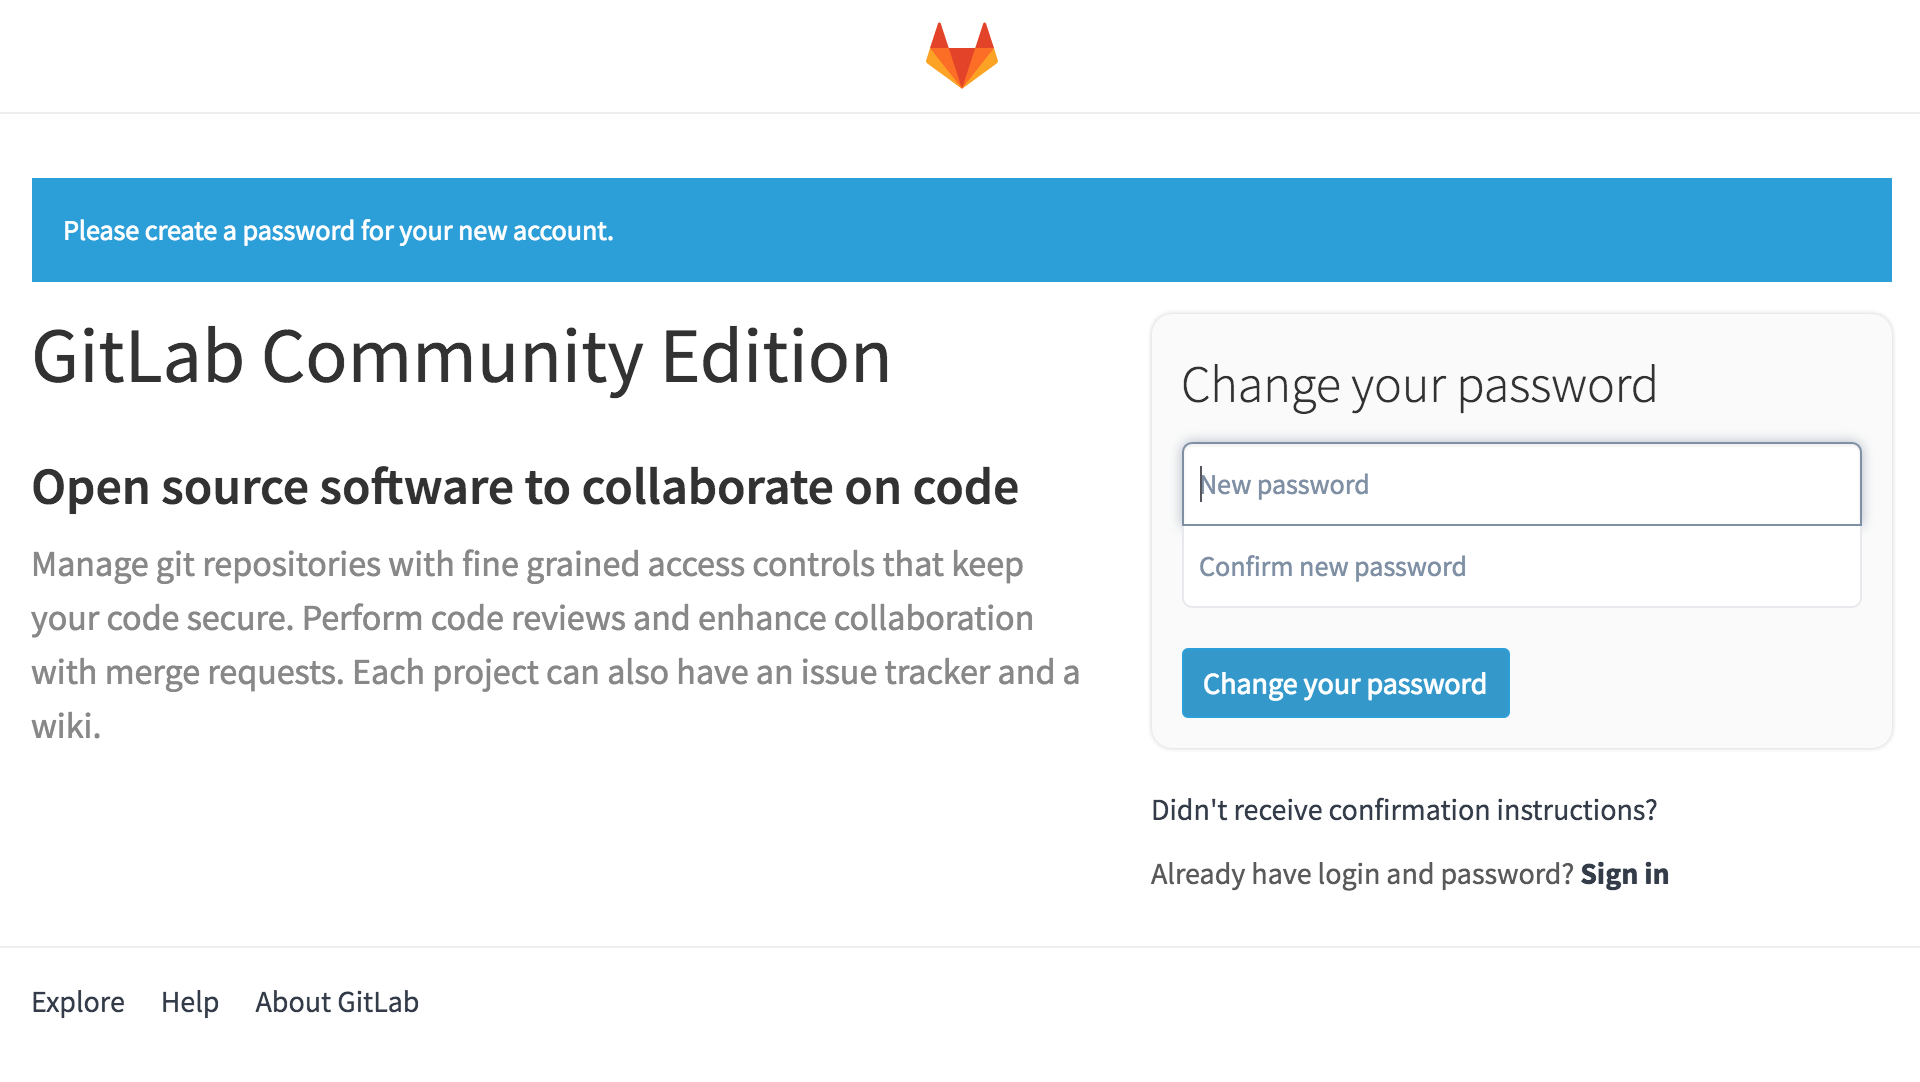 Please create a password for your new account.
GitLab Community Edition
Open source software to collaborate on code
Manage git repositories with fine grained access controls that keep
your code secure. Perform code reviews and enhance collaboration
with merge requests. Each project can also have an issue tracker and a
wiki.
Change your password
New password
Confirm new password
Change your password
Didn't receive confirmation instructions?
Already have login and password? Sign in
Explore Help About GitLab